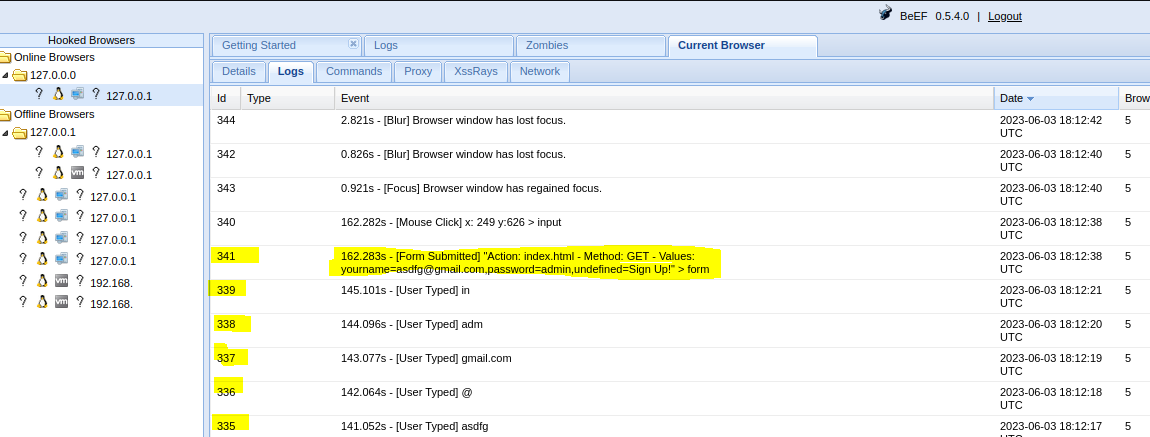 BeEF 0.5.4.0 | Logout
Hooked Browsers
Online Browsers
127.0.0.0
? ? 127.0.0.1
Offline Browsers
127.0.0.1
? ? 127.0.0.1
? vm ? 127.0.0.1
? ? 127.0.0.1
? ? 127.0.0.1
? ? 127.0.0.1
? ? 127.0.0.1
? vm ? 192.168.
? vm ? 192.168.
Getting Started Logs Zombies Current Browser
Details Logs Commands Proxy XssRays Network
Id Type Event Date Brow
344 2.821s - [Blur] Browser window has lost focus. 2023-06-03 18:12:42 5
UTC
342 0.826s - [Blur] Browser window has lost focus. 2023-06-03 18:12:40 5
UTC
343 0.921s - [Focus] Browser window has regained focus. 2023-06-03 18:12:40 5
UTC
340 162.282s - [Mouse Click] x: 249 y:626 > input 2023-06-03 18:12:38 5
UTC
341 162.283s - [Form Submitted] "Action: index.html - Method: GET - Values: 2023-06-03 18:12:38 5
yourname=asdfg@gmail.com,password=admin,undefined=Sign Up!" > form UTC
339 145.101s - [User Typed] in 2023-06-03 18:12:21 5
UTC
338 144.096s - [User Typed] adm 2023-06-03 18:12:20 5
UTC
337 143.077s - [User Typed] gmail.com 2023-06-03 18:12:19 5
UTC
336 142.064s - [User Typed] @ 2023-06-03 18:12:18 5
UTC
335 141.052s - [User Typed] asdfg 2023-06-03 18:12:17 5